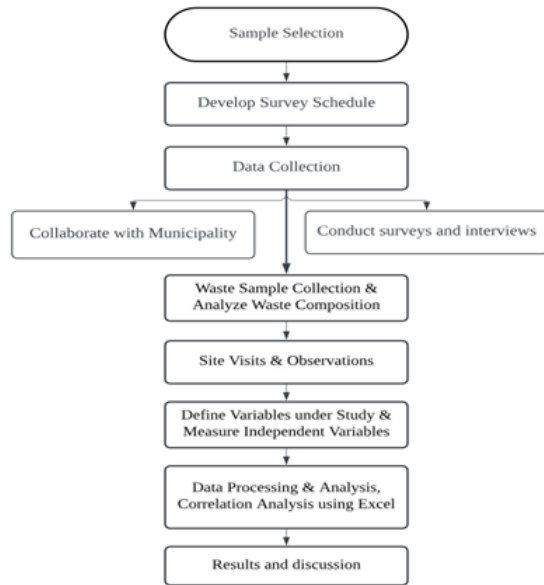 Sample Selection
Develop Survey Schedule
Data Collection
Collaborate with Municipality
Conduct surveys and interviews
Waste Sample Collection &
Analyze Waste Composition
Site Visits & Observations
Define Variables under Study &
Measure Independent Variables
Data Processing & Analysis,
Correlation Analysis using Excel
Results and discussion